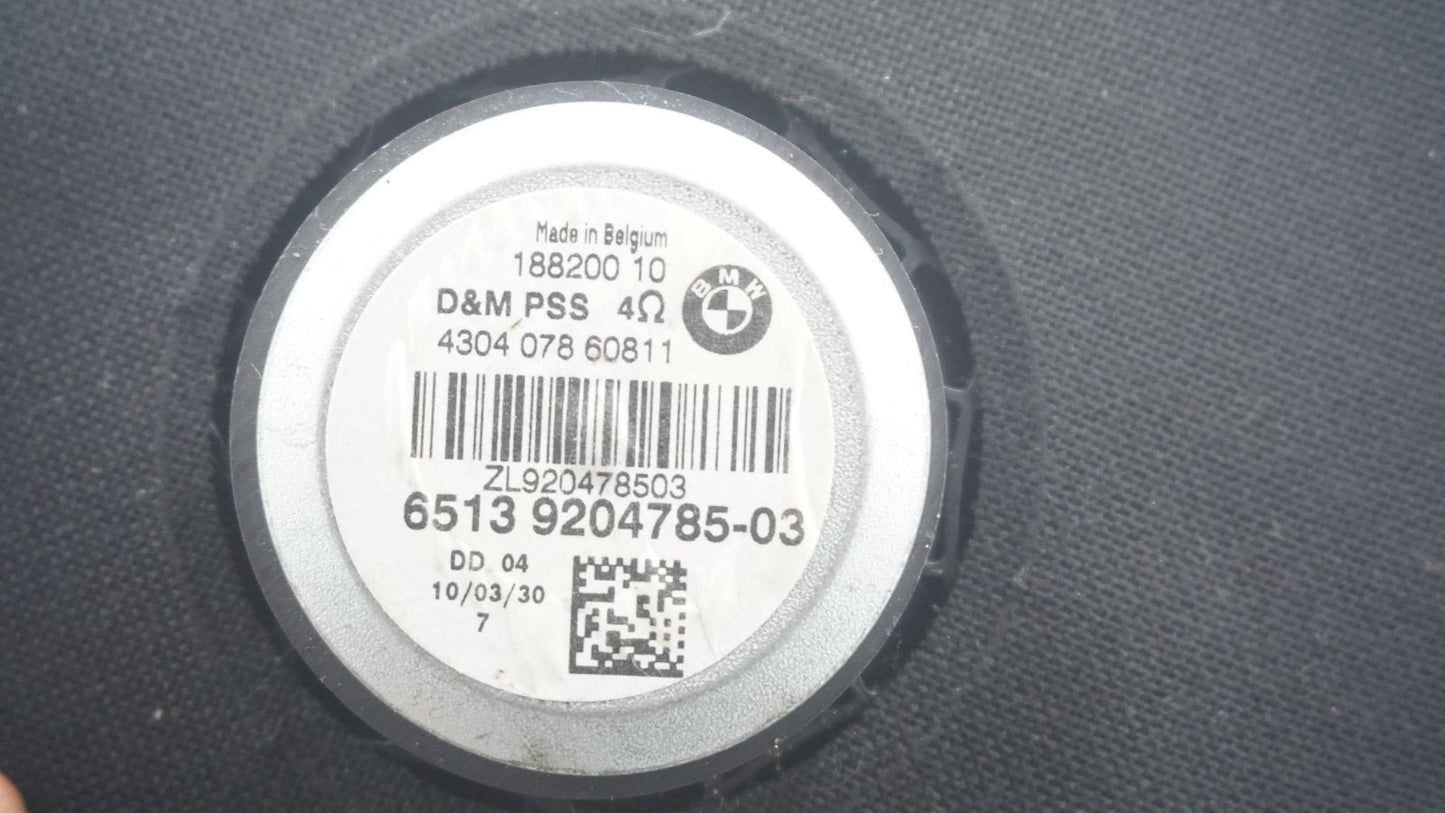 Made in Belgium
188200 10
D&M PSS 4Ω
BMW
4304 078 60811
ZL920478503
6513 9204785-03
DD 04
10/03/30
7